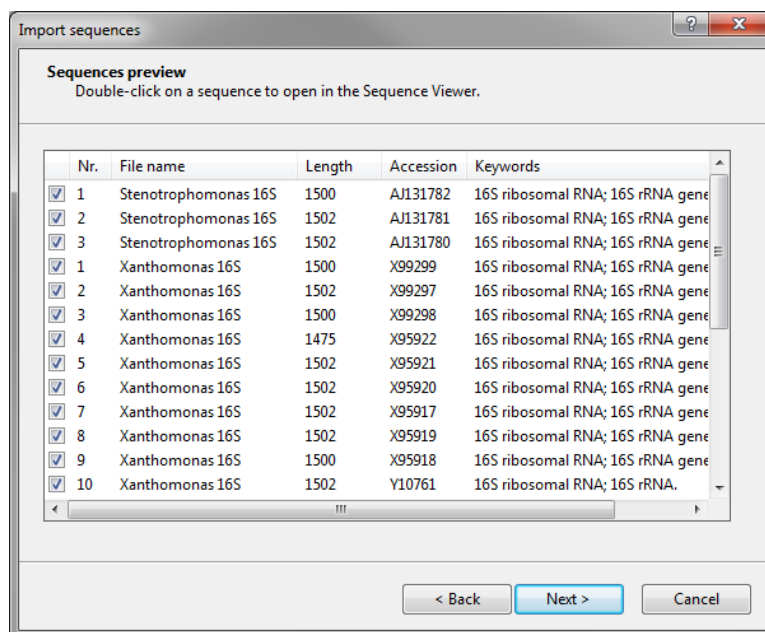 Import sequences
Sequences preview
Double-click on a sequence to open in the Sequence Viewer.
Nr. File name Length Accession Keywords
1 Stenotrophomonas 16S 1500 AJ131782 16S ribosomal RNA; 16S rRNA gene
2 Stenotrophomonas 16S 1502 AJ131781 16S ribosomal RNA; 16S rRNA gene
3 Stenotrophomonas 16S 1502 AJ131780 16S ribosomal RNA; 16S rRNA gene
1 Xanthomonas 16S 1500 X99299 16S ribosomal RNA; 16S rRNA gene
2 Xanthomonas 16S 1502 X99297 16S ribosomal RNA; 16S rRNA gene
3 Xanthomonas 16S 1500 X99298 16S ribosomal RNA; 16S rRNA gene
4 Xanthomonas 16S 1475 X95922 16S ribosomal RNA; 16S rRNA gene
5 Xanthomonas 16S 1502 X95921 16S ribosomal RNA; 16S rRNA gene
6 Xanthomonas 16S 1502 X95920 16S ribosomal RNA; 16S rRNA gene
7 Xanthomonas 16S 1502 X95917 16S ribosomal RNA; 16S rRNA gene
8 Xanthomonas 16S 1502 X95919 16S ribosomal RNA; 16S rRNA gene
9 Xanthomonas 16S 1500 X95918 16S ribosomal RNA; 16S rRNA gene
10 Xanthomonas 16S 1502 Y10761 16S ribosomal RNA; 16S rRNA.
< Back Next > Cancel